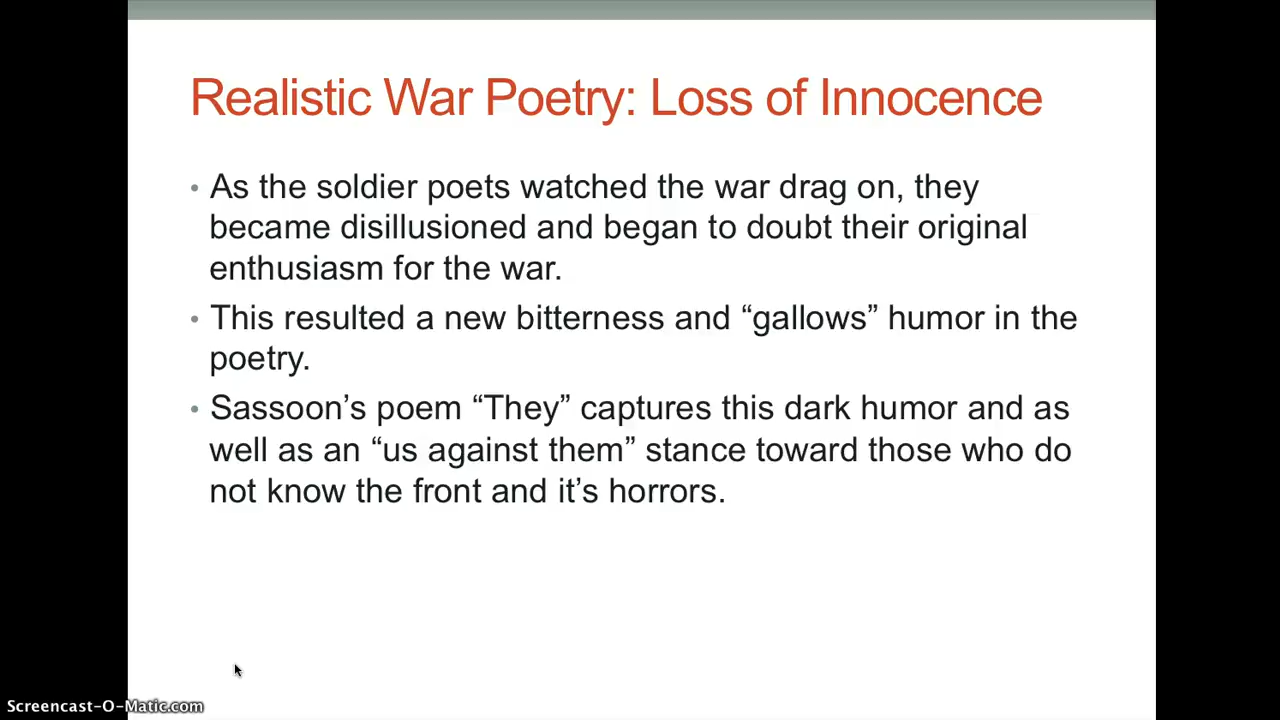 Realistic War Poetry: Loss of Innocence
• As the soldier poets watched the war drag on, they
became disillusioned and began to doubt their original
enthusiasm for the war.
• This resulted a new bitterness and “gallows” humor in the
poetry.
• Sassoon’s poem “They” captures this dark humor and as
well as an “us against them” stance toward those who do
not know the front and it’s horrors.
Screencast-O-Matic.com